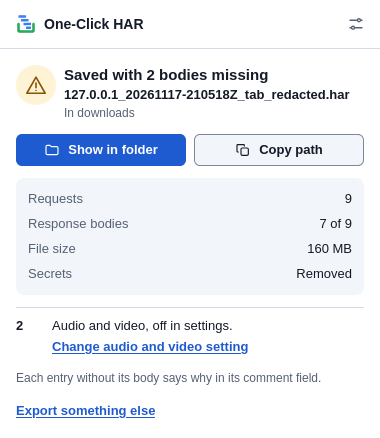 One-Click HAR
Saved with 2 bodies missing
127.0.0.1_20261117-210518Z_tab_redacted.har
In downloads
Show in folder
Copy path
Requests 9
Response bodies 7 of 9
File size 160 MB
Secrets Removed
2 Audio and video, off in settings.
Change audio and video setting
Each entry without its body says why in its comment field.
Export something else